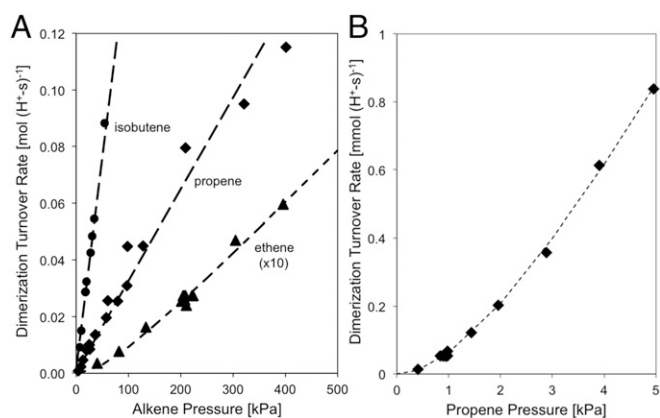 A
Dimerization Turnover Rate [mol (H⁺-s)⁻¹]
0.12
0.10
0.08
0.06
0.04
0.02
0.00
isobutene
propene
ethene
(x10)
0 100 200 300 400 500
Alkene Pressure [kPa]
B
Dimerization Turnover Rate [mmol (H⁺-s)⁻¹]
1
0.8
0.6
0.4
0.2
0
0 1 2 3 4 5
Propene Pressure [kPa]